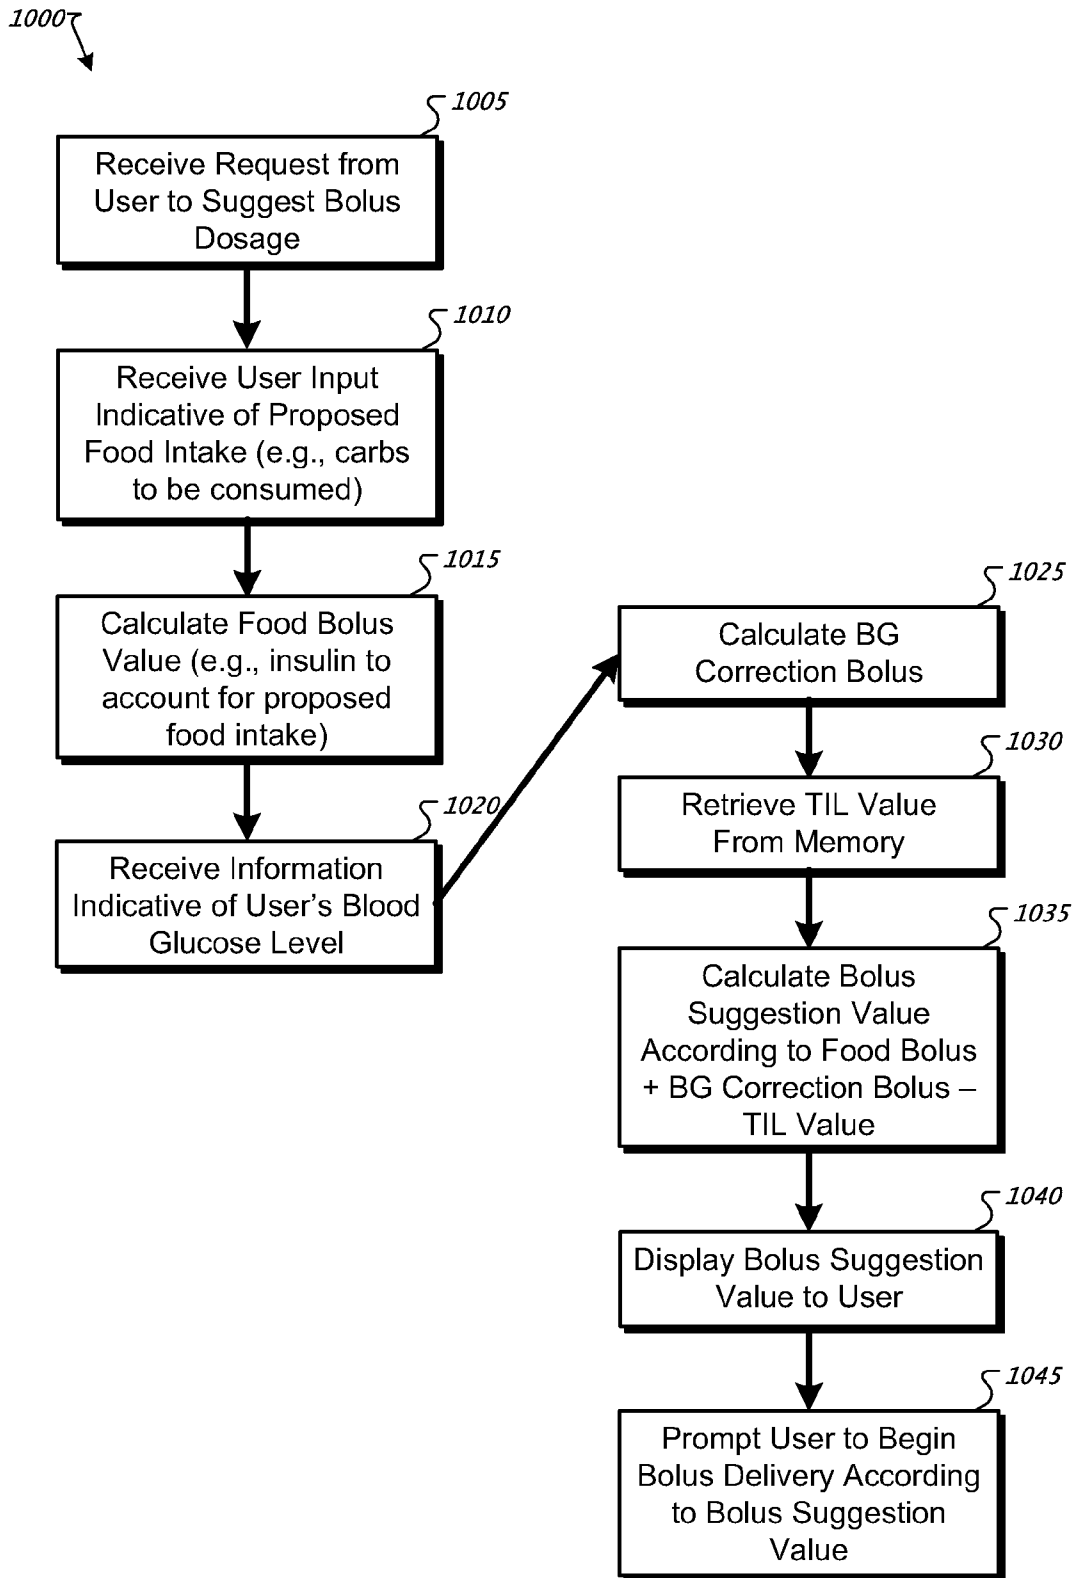 1000
1005
Receive Request from
User to Suggest Bolus
Dosage
1010
Receive User Input
Indicative of Proposed
Food Intake (e.g., carbs
to be consumed)
1015
Calculate Food Bolus
Value (e.g., insulin to
account for proposed
food intake)
1020
Receive Information
Indicative of User's Blood
Glucose Level
1025
Calculate BG
Correction Bolus
1030
Retrieve TIL Value
From Memory
1035
Calculate Bolus
Suggestion Value
According to Food Bolus
+ BG Correction Bolus –
TIL Value
1040
Display Bolus Suggestion
Value to User
1045
Prompt User to Begin
Bolus Delivery According
to Bolus Suggestion
Value